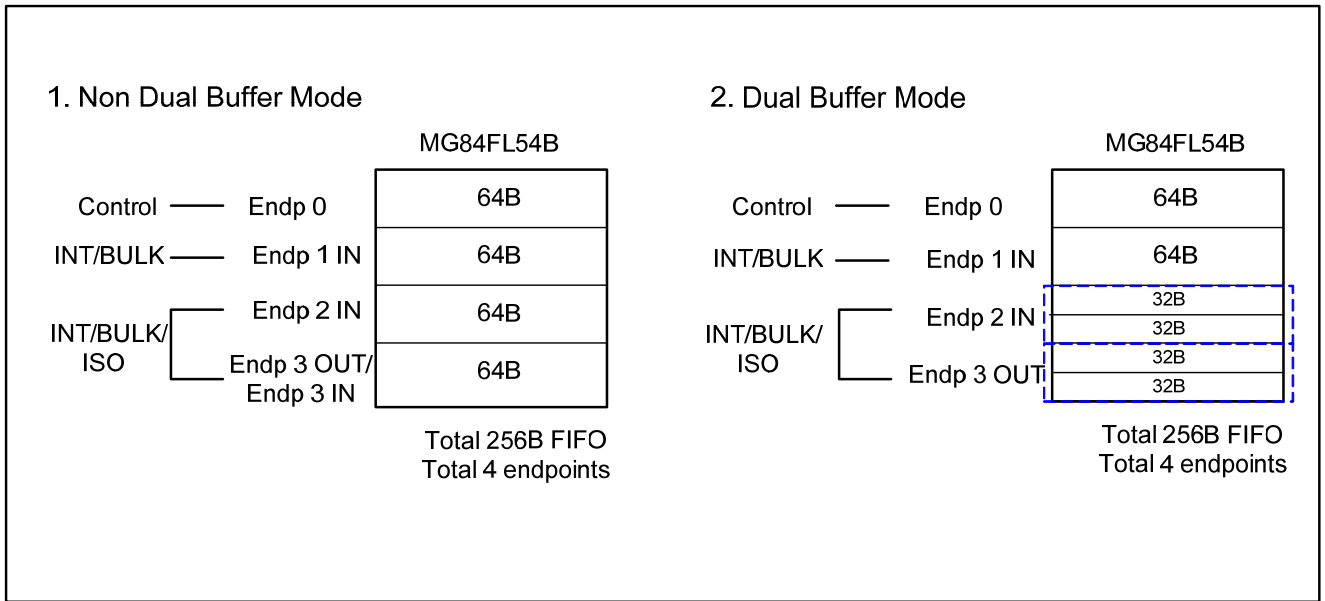 1. Non Dual Buffer Mode
MG84FL54B
Control
Endp 0
64B
INT/BULK
Endp 1 IN
64B
INT/BULK/
ISO
Endp 2 IN
64B
Endp 3 OUT/
Endp 3 IN
64B
Total 256B FIFO
Total 4 endpoints
2. Dual Buffer Mode
MG84FL54B
Control
Endp 0
64B
INT/BULK
Endp 1 IN
64B
INT/BULK/
ISO
Endp 2 IN
32B
32B
Endp 3 OUT
32B
32B
Total 256B FIFO
Total 4 endpoints